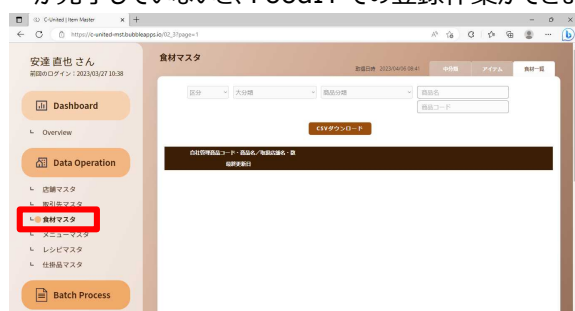 が完了していないと、FoodITでの登録作業ができま
C-United | Item Master
https://c-united-mst.bubbleapps.io/02_3?page=1
安達 直也 さん
前回のログイン：2023/03/27 10:38
食材マスタ
取得日時 2023/04/06 08:41
中分類
アイテム
食材一覧
区分
大分類
商品分類
商品名
商品コード
Dashboard
Overview
CSVダウンロード
自社管理商品コード・商品名／取扱店舗名・数
最終更新日
Data Operation
店舗マスタ
取引先マスタ
食材マスタ
メニューマスタ
レシピマスタ
仕掛品マスタ
Batch Process